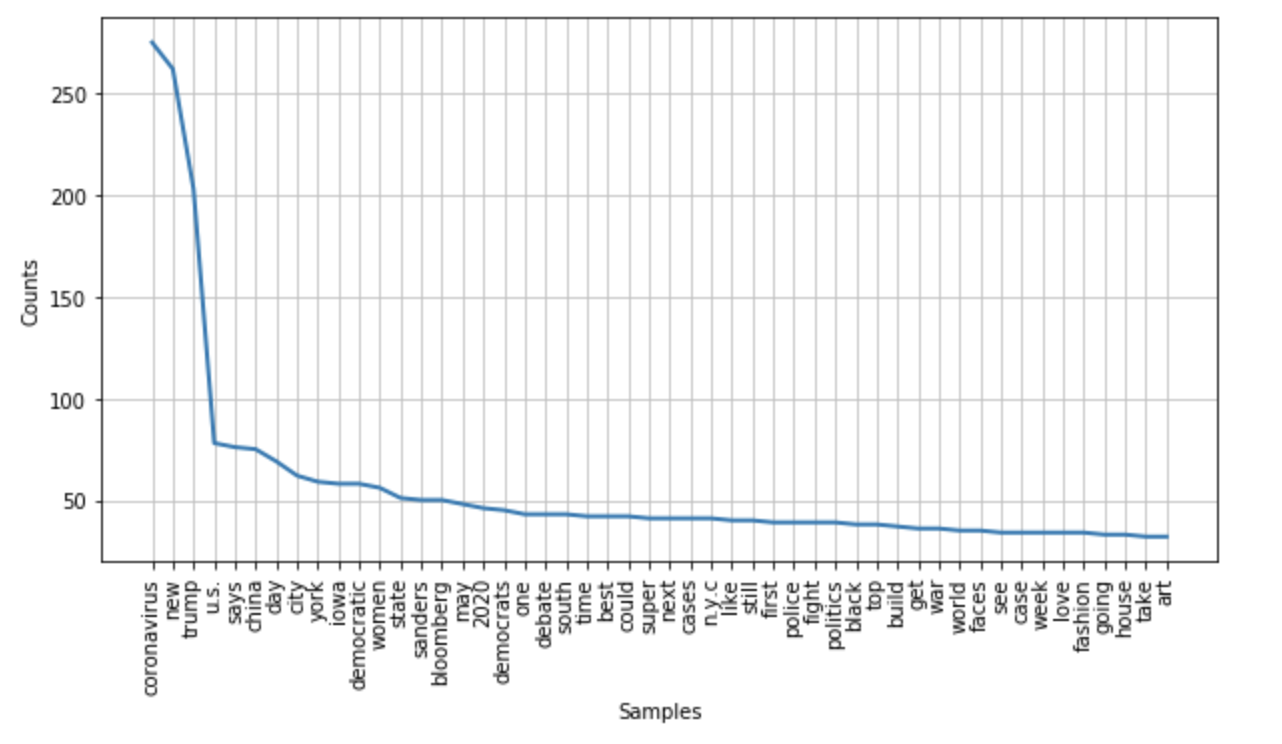 Counts
250
200
150
100
50
coronavirus
new
trump
u.s.
says
china
day
city
york
iowa
democratic
women
state
sanders
bloomberg
may
2020
democrats
one
debate
south
time
best
could
super
next
cases
n.y.c
like
still
first
police
fight
politics
black
top
build
get
war
world
faces
see
case
week
love
fashion
going
house
take
art
Samples